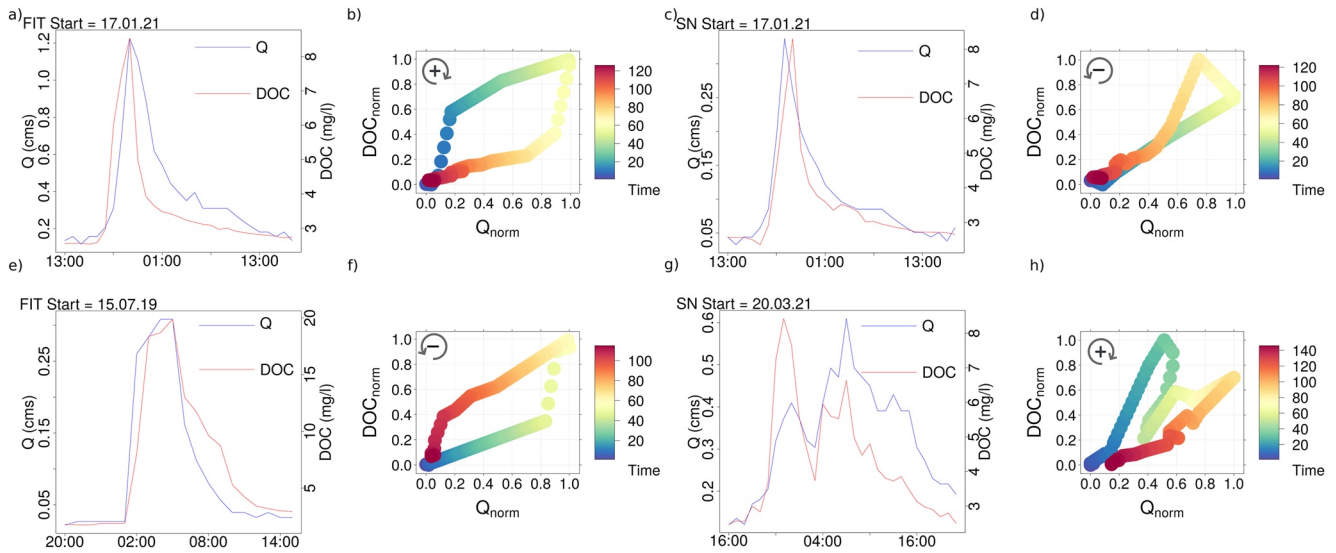 a)
FIT Start = 17.01.21
Q
DOC
Q (cms)
DOC (mg/l)
0.2 0.4 0.6 0.8 1.0 1.2
3 4 5 6 7 8
13:00 01:00 13:00
b)
+
DOCnorm
1.0
0.8
0.6
0.4
0.2
0.0
0.0 0.2 0.4 0.6 0.8 1.0
Qnorm
120
100
80
60
40
20
Time
c)
SN Start = 17.01.21
Q
DOC
Q (cms)
DOC (mg/l)
0.05 0.15 0.25
3 4 5 6 7 8
13:00 01:00 13:00
d)
−
DOCnorm
1.0
0.8
0.6
0.4
0.2
0.0
0.0 0.2 0.4 0.6 0.8 1.0
Qnorm
120
100
80
60
40
20
Time
e)
FIT Start = 15.07.19
Q
DOC
Q (cms)
DOC (mg/l)
0.05 0.15 0.25
5 10 15 20
20:00 02:00 08:00 14:00
f)
−
DOCnorm
1.0
0.8
0.6
0.4
0.2
0.0
0.0 0.2 0.4 0.6 0.8 1.0
Qnorm
100
80
60
40
20
Time
g)
SN Start = 20.03.21
Q
DOC
Q (cms)
DOC (mg/l)
0.2 0.3 0.4 0.5 0.6
3 4 5 6 7 8
16:00 04:00 16:00
h)
+
DOCnorm
1.0
0.8
0.6
0.4
0.2
0.0
0.0 0.2 0.4 0.6 0.8 1.0
Qnorm
140
120
100
80
60
40
20
Time